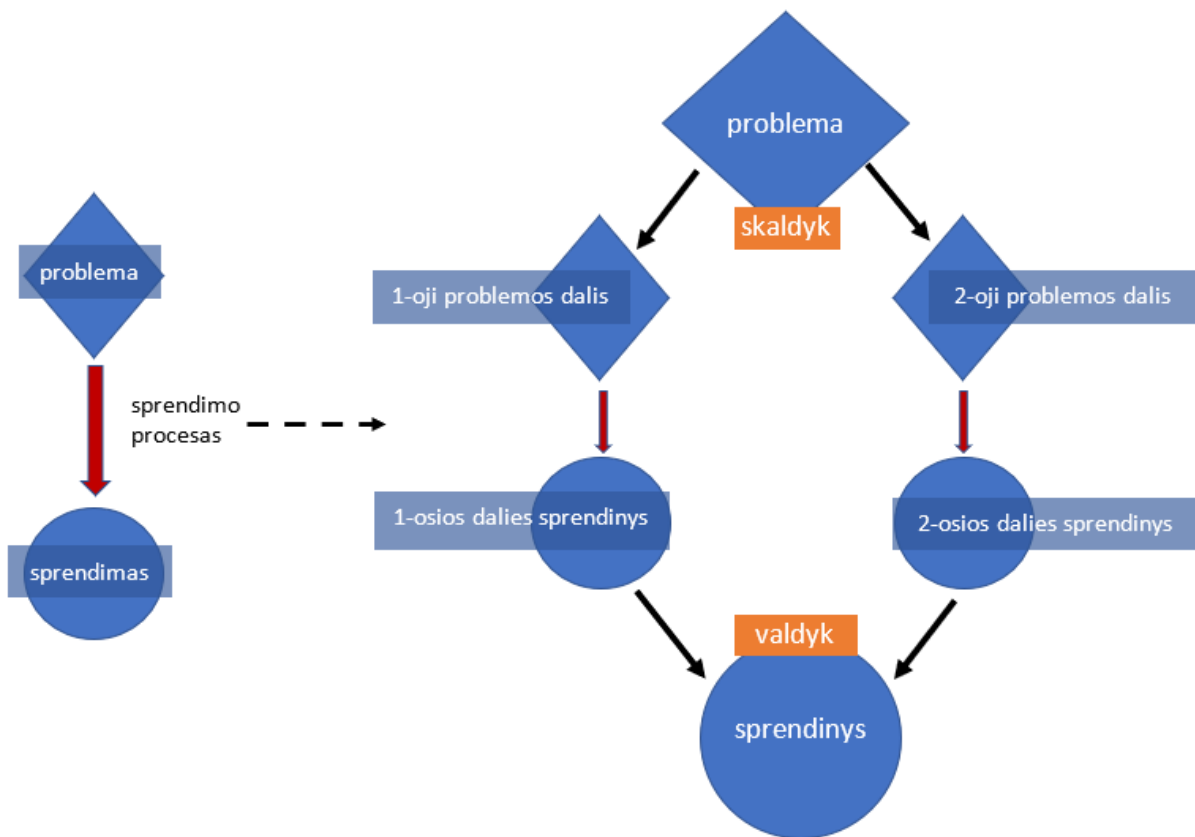 problema
sprendimo
procesas
sprendimas
problema
skaldyk
1-oji problemos dalis
2-oji problemos dalis
1-osios dalies sprendinys
2-osios dalies sprendinys
valdyk
sprendinys